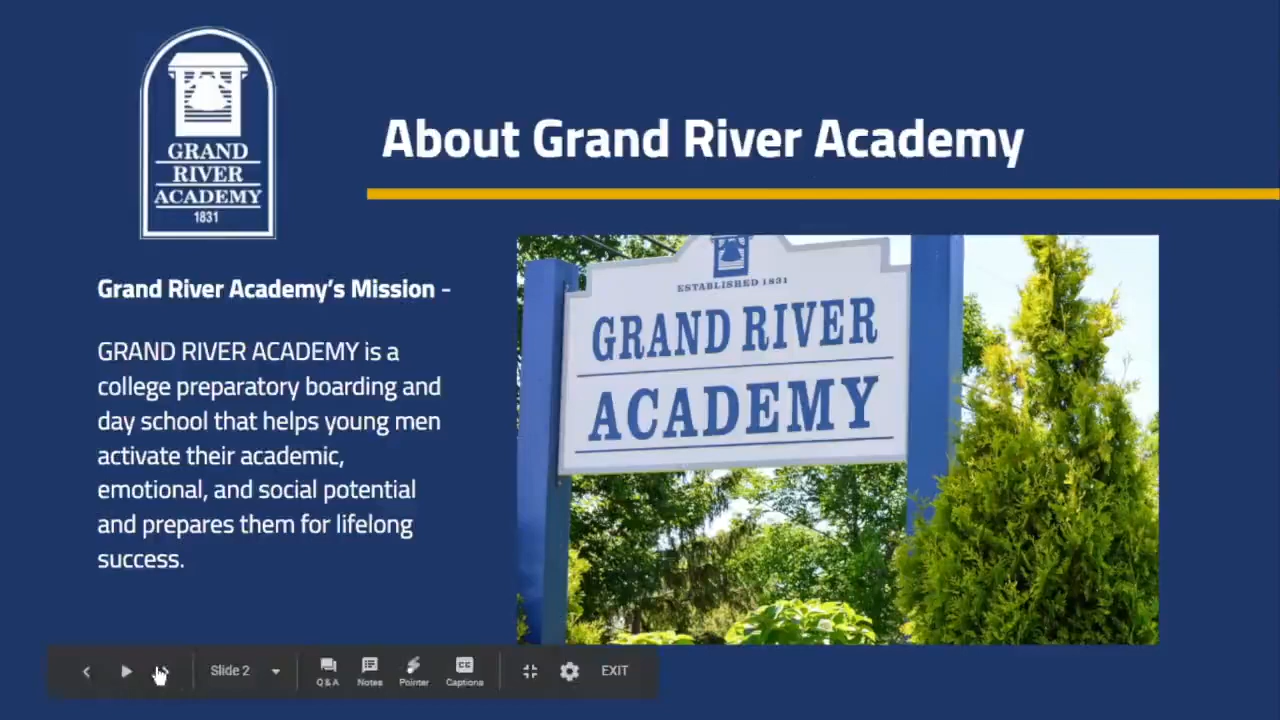 GRAND
RIVER
ACADEMY
1831
About Grand River Academy
Grand River Academy’s Mission -
GRAND RIVER ACADEMY is a
college preparatory boarding and
day school that helps young men
activate their academic,
emotional, and social potential
and prepares them for lifelong
success.
ESTABLISHED 1831
GRAND RIVER
ACADEMY
Slide 2
Q&A
Notes
Pointer
CC
Captions
EXIT